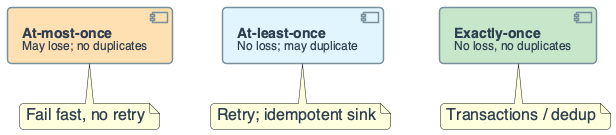 At-most-once
May lose; no duplicates
At-least-once
No loss; may duplicate
Exactly-once
No loss, no duplicates
Fail fast, no retry
Retry; idempotent sink
Transactions / dedup